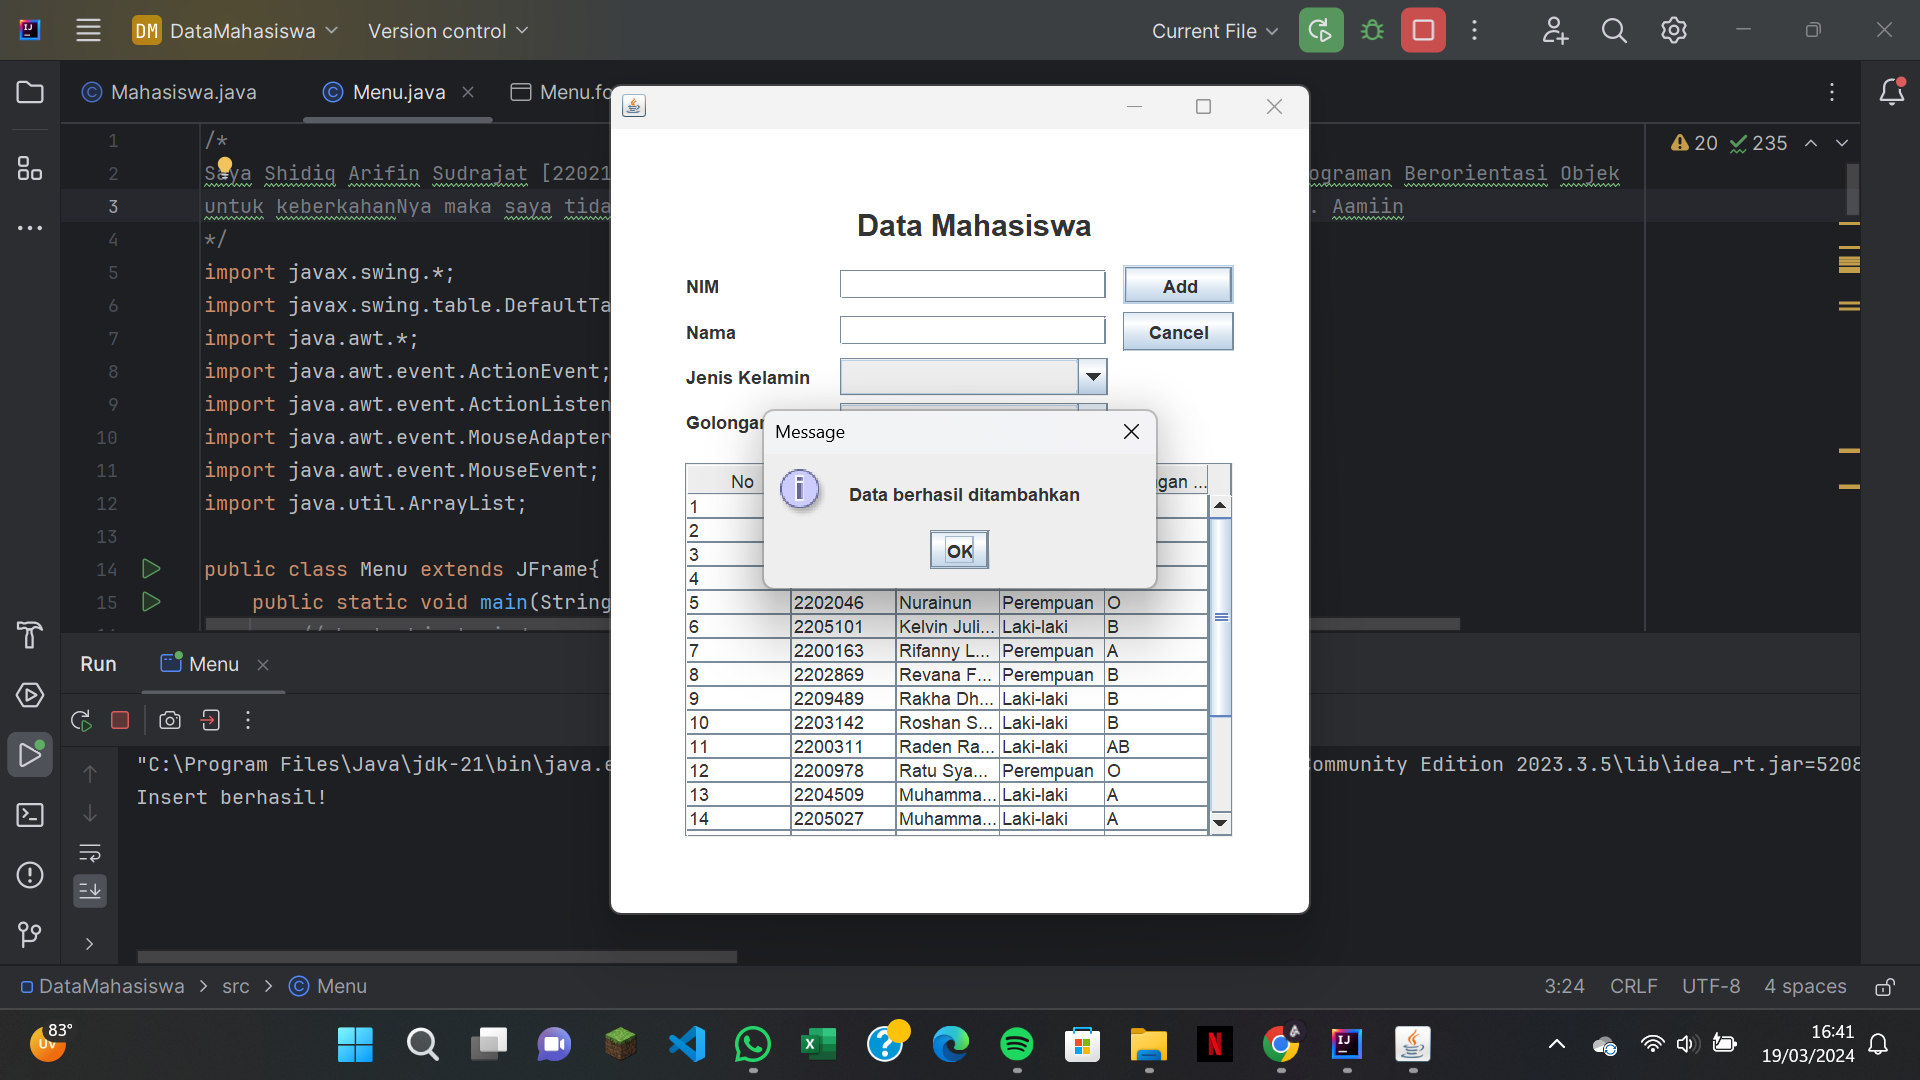 DM DataMahasiswa Version control Current File
Mahasiswa.java Menu.java Menu.fo
20 235
1 /*
2 Saya Shidiq Arifin Sudrajat [22021 ograman Berorientasi Objek
3 untuk keberkahanNya maka saya tida . Aamiin
4 */
5 import javax.swing.*;
6 import javax.swing.table.DefaultTa
7 import java.awt.*;
8 import java.awt.event.ActionEvent;
9 import java.awt.event.ActionListen
10 import java.awt.event.MouseAdapter
11 import java.awt.event.MouseEvent;
12 import java.util.ArrayList;
13
14 public class Menu extends JFrame{
15 public static void main(String
Data Mahasiswa
NIM Add
Nama Cancel
Jenis Kelamin
Golongan
Message
Data berhasil ditambahkan
OK
No gan ...
1
2
3
4
5 2202046 Nurainun Perempuan O
6 2205101 Kelvin Juli... Laki-laki B
7 2200163 Rifanny L... Perempuan A
8 2202869 Revana F... Perempuan B
9 2209489 Rakha Dh... Laki-laki B
10 2203142 Roshan S... Laki-laki B
11 2200311 Raden Ra... Laki-laki AB
12 2200978 Ratu Sya... Perempuan O
13 2204509 Muhamma... Laki-laki A
14 2205027 Muhamma... Laki-laki A
Run Menu
"C:\Program Files\Java\jdk-21\bin\java.e ommunity Edition 2023.3.5\lib\idea_rt.jar=5208
Insert berhasil!
DataMahasiswa > src > Menu 3:24 CRLF UTF-8 4 spaces
83°
UV
16:41
19/03/2024